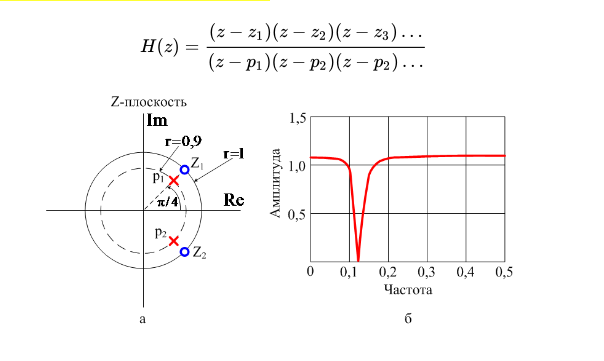 H(z) = (z − z₁)(z − z₂)(z − z₃) … / (z − p₁)(z − p₂)(z − p₂) …
Z-плоскость
Im
r=0,9
Z₁
r=1
p₁
π/4
Re
p₂
Z₂
а
1,5
1,0
0,5
Амплитуда
0 0,1 0,2 0,3 0,4 0,5
Частота
б